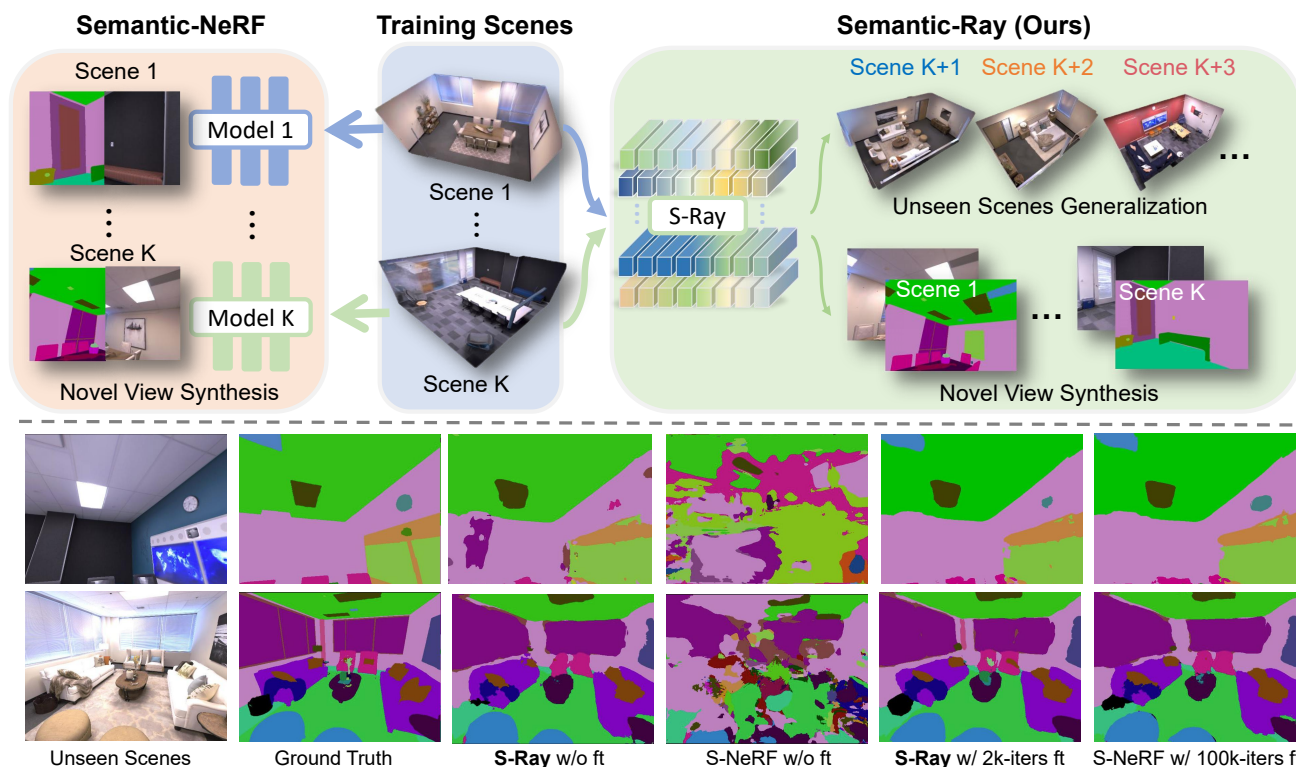 Semantic-NeRF
Training Scenes
Semantic-Ray (Ours)
Scene 1
Model 1
Scene K
Model K
Novel View Synthesis
Scene 1
Scene K
S-Ray
Scene K+1 Scene K+2 Scene K+3
...
Unseen Scenes Generalization
Scene 1
...
Scene K
Novel View Synthesis
Unseen Scenes
Ground Truth
S-Ray w/o ft
S-NeRF w/o ft
S-Ray w/ 2k-iters ft
S-NeRF w/ 100k-iters f